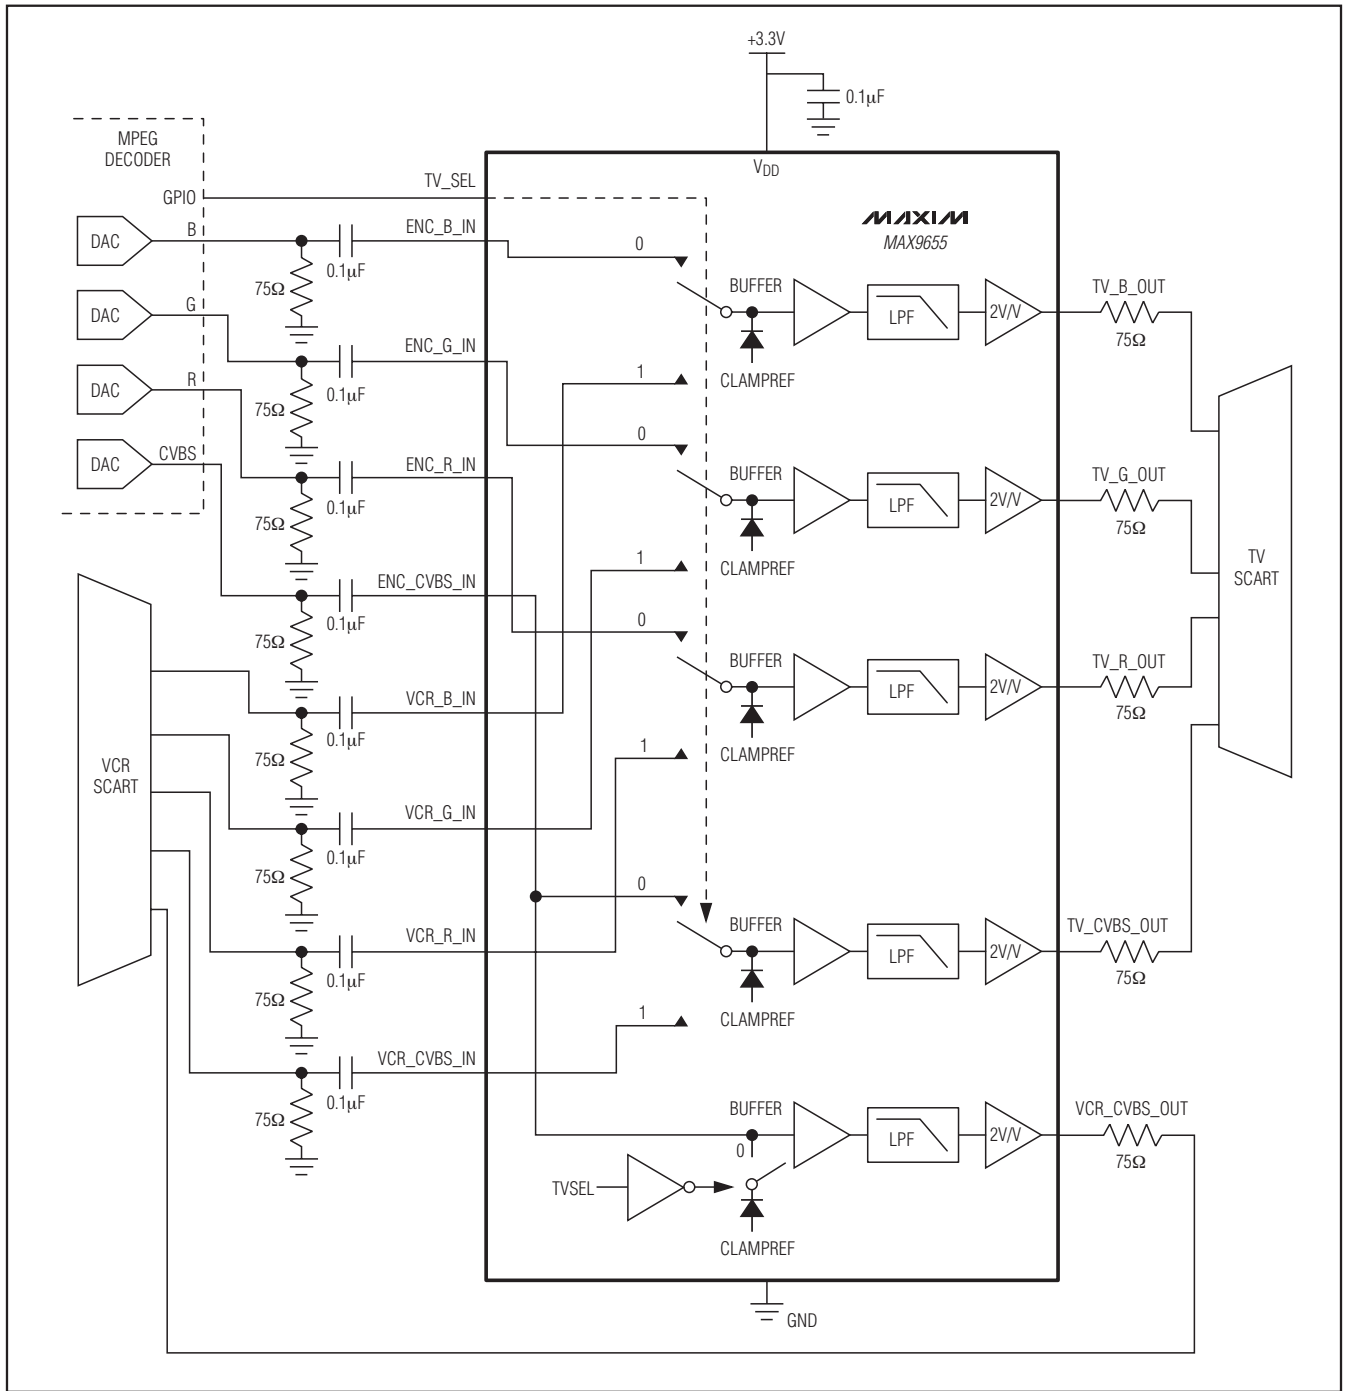 +3.3V
0.1µF
MPEG
DECODER
GPIO
TV_SEL
VDD
MAXIM
MAX9655
DAC
B
ENC_B_IN
0
0.1µF
75Ω
BUFFER
LPF
2V/V
TV_B_OUT
75Ω
CLAMPREF
DAC
G
ENC_G_IN
1
0.1µF
75Ω
DAC
R
0
ENC_R_IN
0.1µF
75Ω
BUFFER
LPF
2V/V
TV_G_OUT
75Ω
CLAMPREF
DAC
CVBS
1
ENC_CVBS_IN
0.1µF
75Ω
0
BUFFER
LPF
2V/V
TV_R_OUT
75Ω
CLAMPREF
TV
SCART
VCR_B_IN
0.1µF
75Ω
1
VCR
SCART
VCR_G_IN
0.1µF
75Ω
0
BUFFER
LPF
2V/V
TV_CVBS_OUT
75Ω
CLAMPREF
VCR_R_IN
0.1µF
75Ω
1
VCR_CVBS_IN
0.1µF
75Ω
BUFFER
0
LPF
2V/V
VCR_CVBS_OUT
75Ω
TVSEL
CLAMPREF
GND